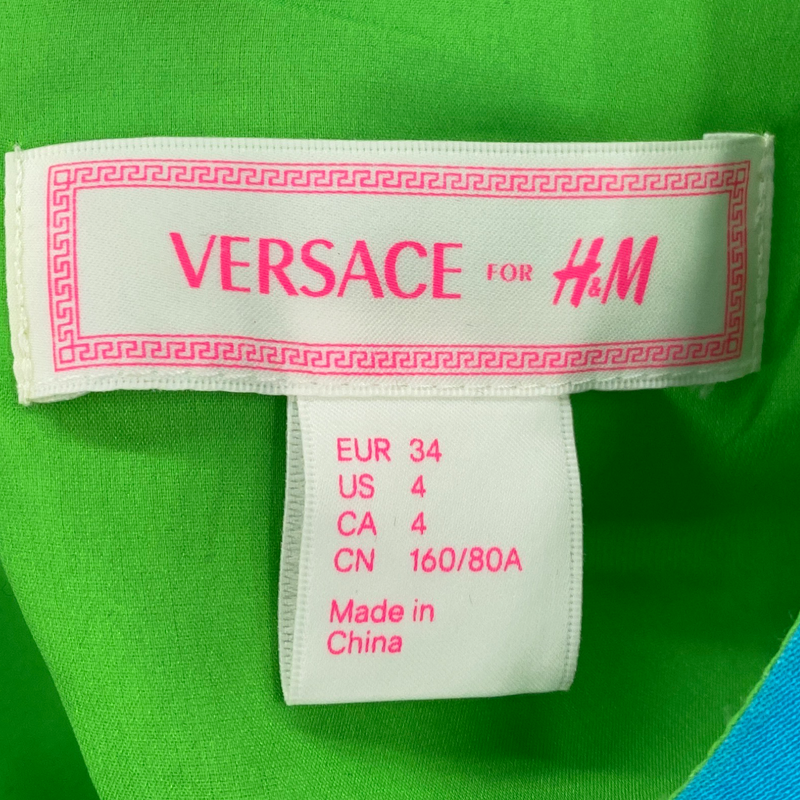 VERSACE FOR H&M
EUR 34
US 4
CA 4
CN 160/80A
Made in
China